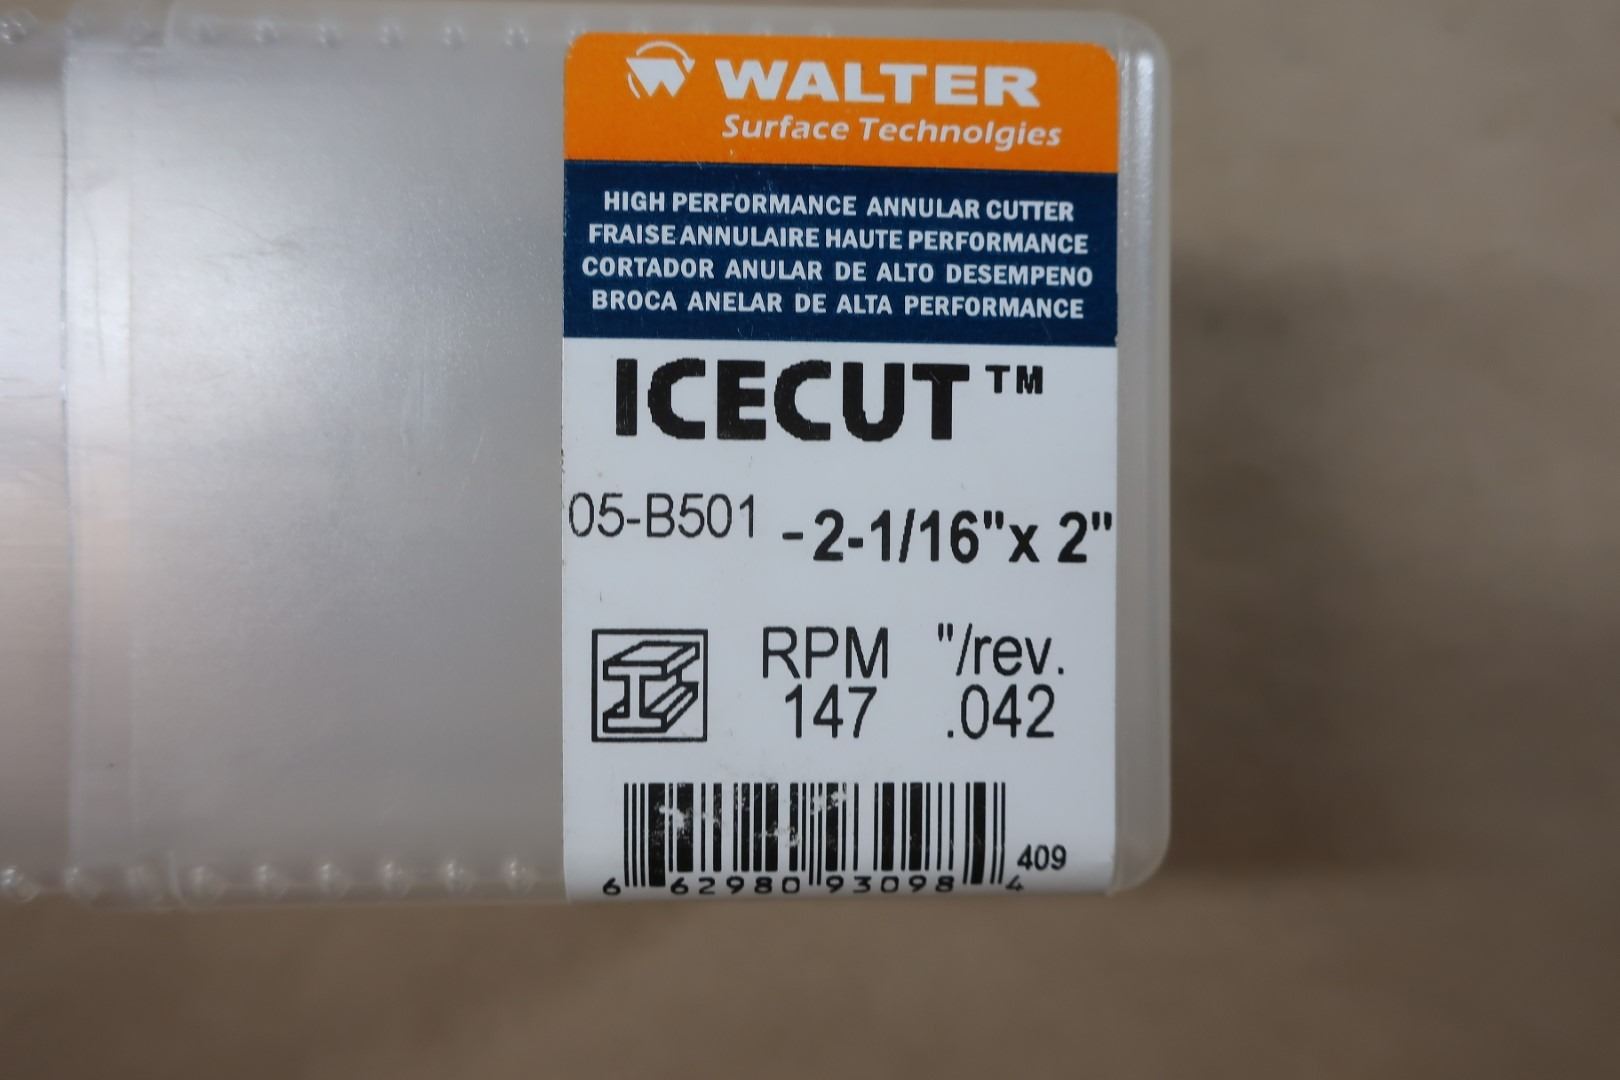 WALTER
Surface Technolgies
HIGH PERFORMANCE ANNULAR CUTTER
FRAISE ANNULAIRE HAUTE PERFORMANCE
CORTADOR ANULAR DE ALTO DESEMPENO
BROCA ANELAR DE ALTA PERFORMANCE
ICECUT™
05-B501 -2-1/16"x 2"
RPM "/rev.
147 .042
409
6 62980 93098 4